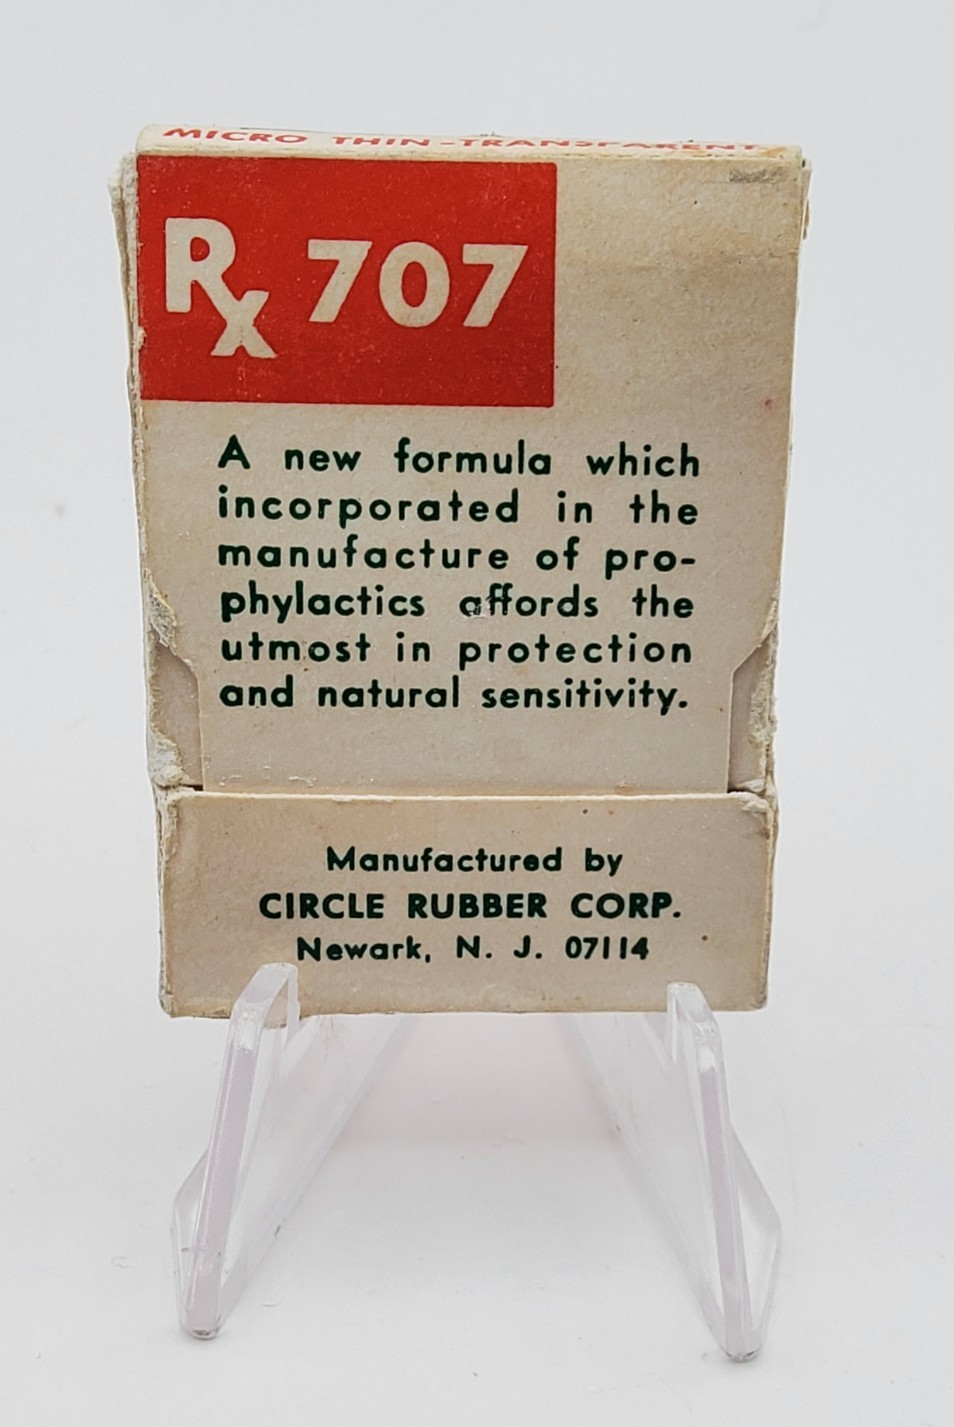 MICRO THIN-TRANSPARENT
Rx 707
A new formula which
incorporated in the
manufacture of pro-
phylactics affords the
utmost in protection
and natural sensitivity.
Manufactured by
CIRCLE RUBBER CORP.
Newark, N. J. 07114